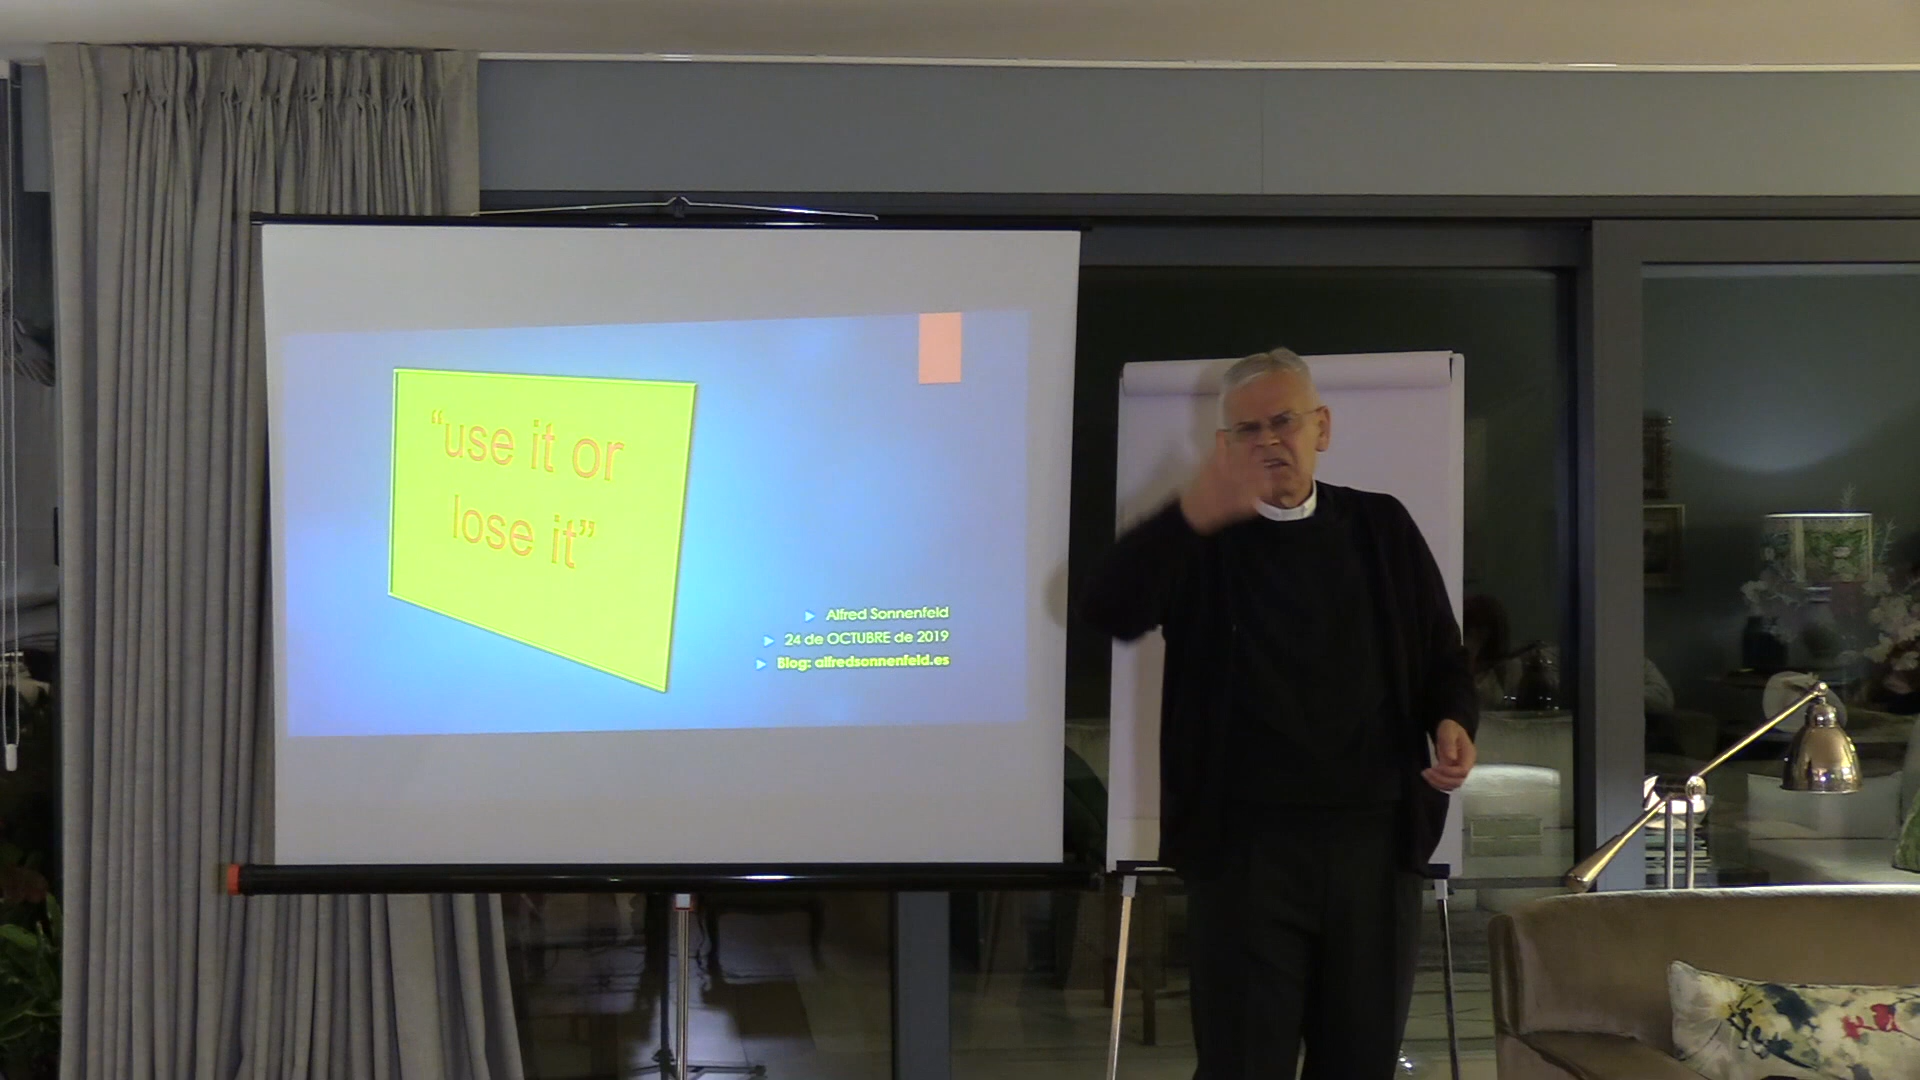 “use it or
lose it”
Alfred Sonnenfeld
24 de OCTUBRE de 2019
Blog: alfredsonnenfeld.es